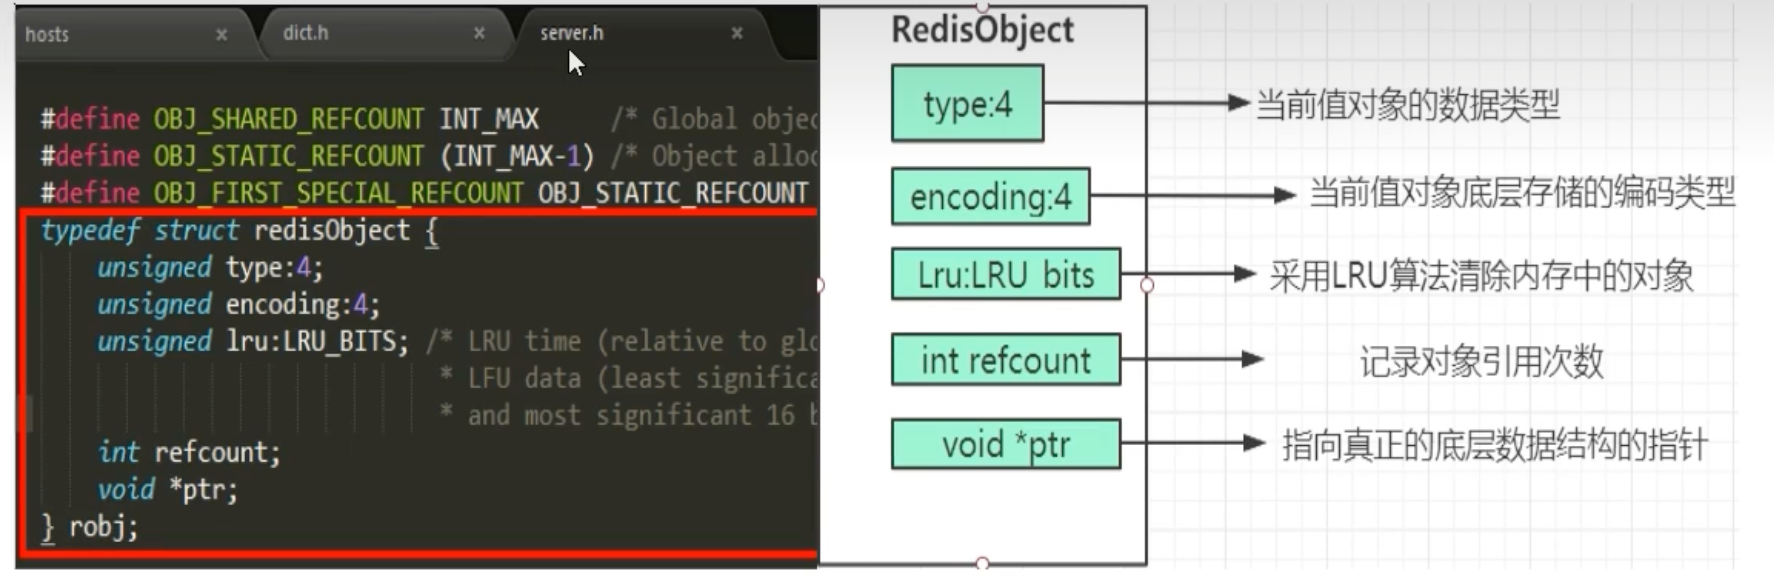 hosts × dict.h × server.h ×
#define OBJ_SHARED_REFCOUNT INT_MAX /* Global objec
#define OBJ_STATIC_REFCOUNT (INT_MAX-1) /* Object alloc
#define OBJ_FIRST_SPECIAL_REFCOUNT OBJ_STATIC_REFCOUNT
typedef struct redisObject {
unsigned type:4;
unsigned encoding:4;
unsigned lru:LRU_BITS; /* LRU time (relative to glo
* LFU data (least significa
* and most significant 16 b
int refcount;
void *ptr;
} robj;
RedisObject
type:4
当前值对象的数据类型
encoding:4
当前值对象底层存储的编码类型
Lru:LRU bits
采用LRU算法清除内存中的对象
int refcount
记录对象引用次数
void *ptr
指向真正的底层数据结构的指针